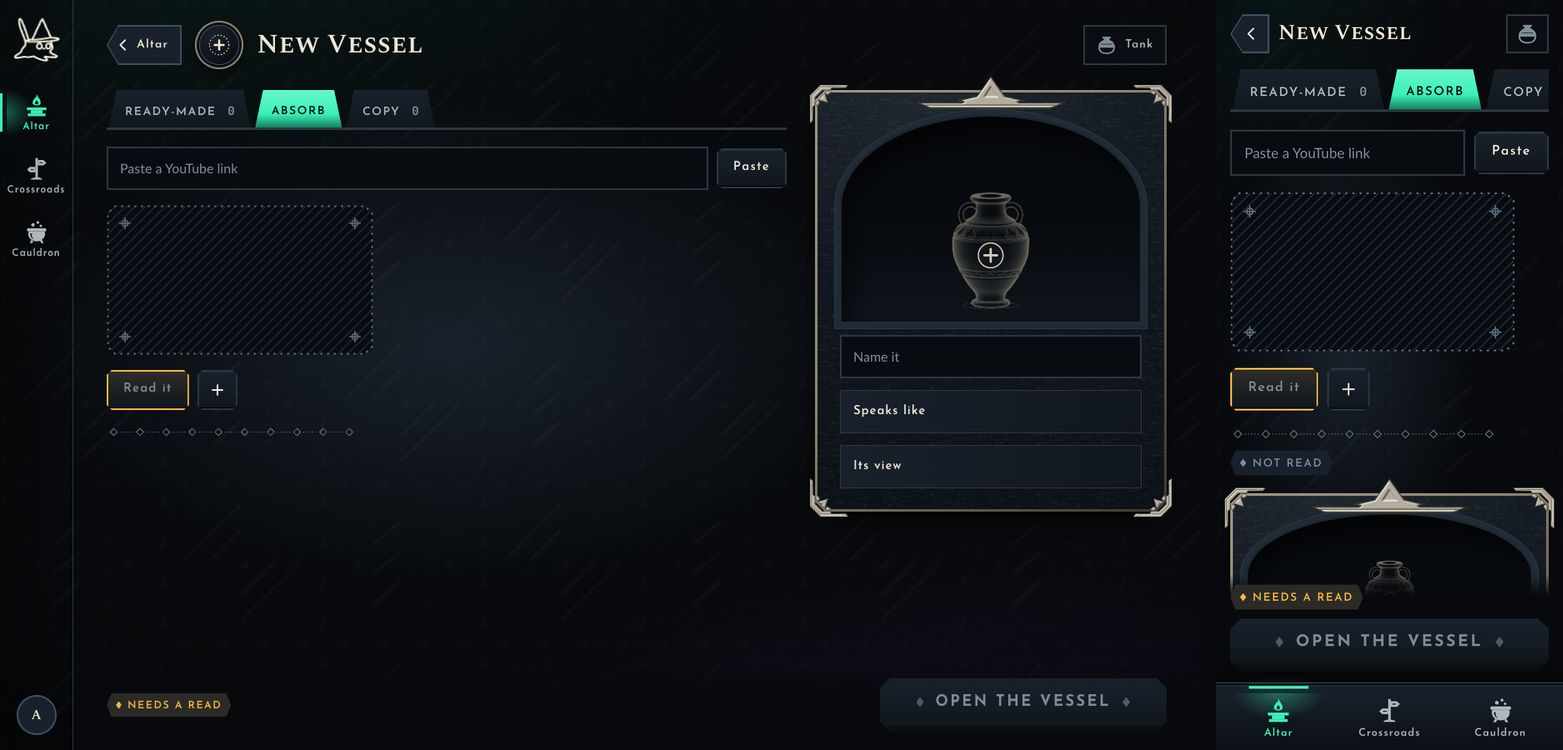 Altar
NEW VESSEL
Tank
READY-MADE 0
ABSORB
COPY 0
Paste a YouTube link
Paste
Read it
Name it
Speaks like
Its view
NEEDS A READ
OPEN THE VESSEL
Altar
Crossroads
Cauldron
A
NEW VESSEL
READY-MADE 0
ABSORB
COPY
Paste a YouTube link
Paste
Read it
NOT READ
NEEDS A READ
OPEN THE VESSEL
Altar
Crossroads
Cauldron